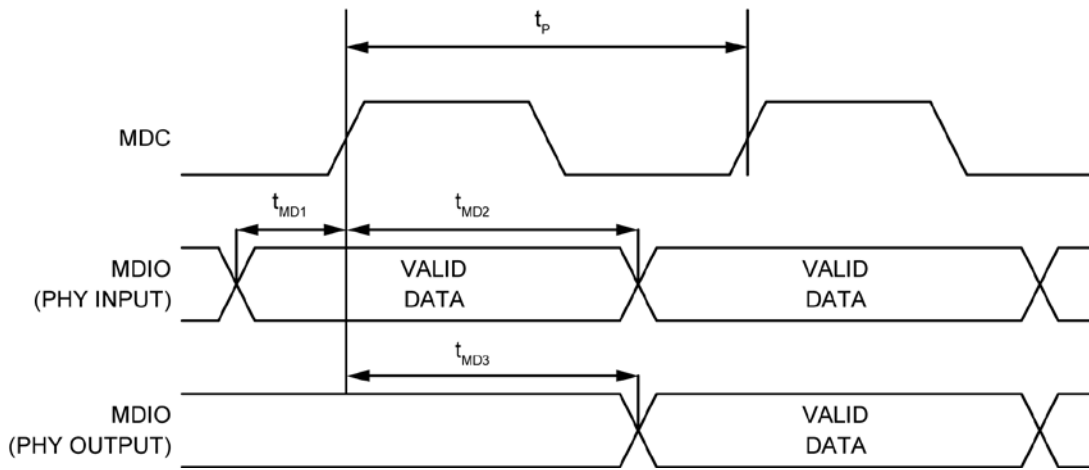 tP
MDC
tMD1
tMD2
MDIO
(PHY INPUT)
VALID
DATA
VALID
DATA
tMD3
MDIO
(PHY OUTPUT)
VALID
DATA